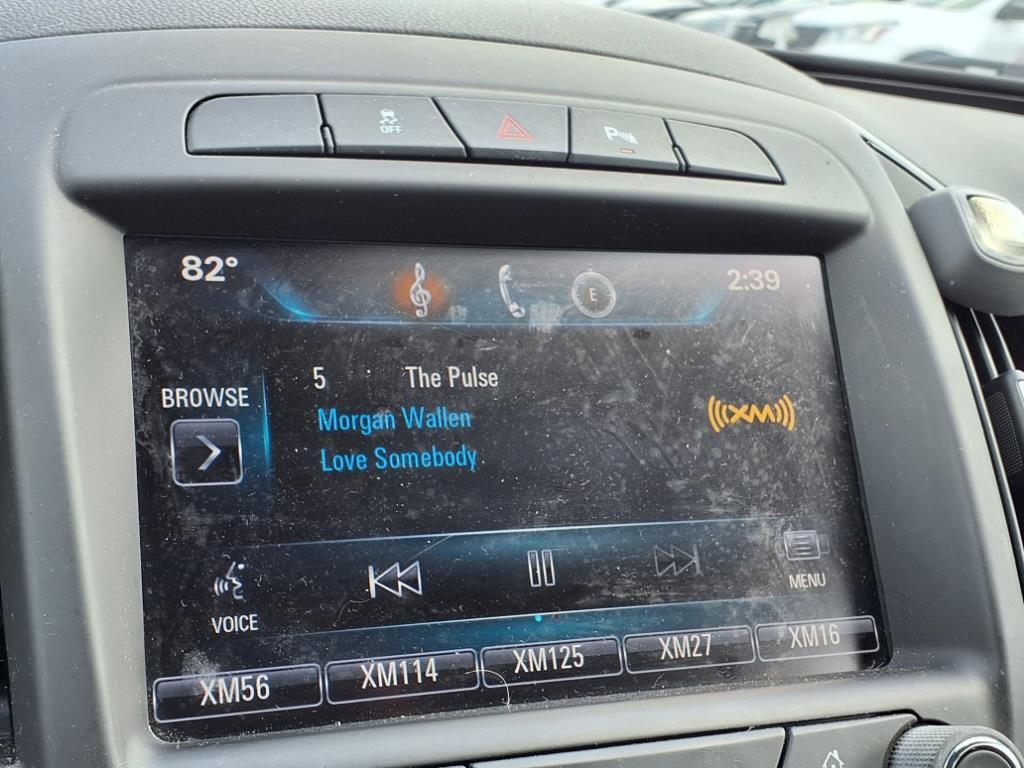 OFF
P
82°
E
2:39
5 The Pulse
BROWSE
Morgan Wallen
XM
Love Somebody
VOICE
MENU
XM56 XM114 XM125 XM27 XM16